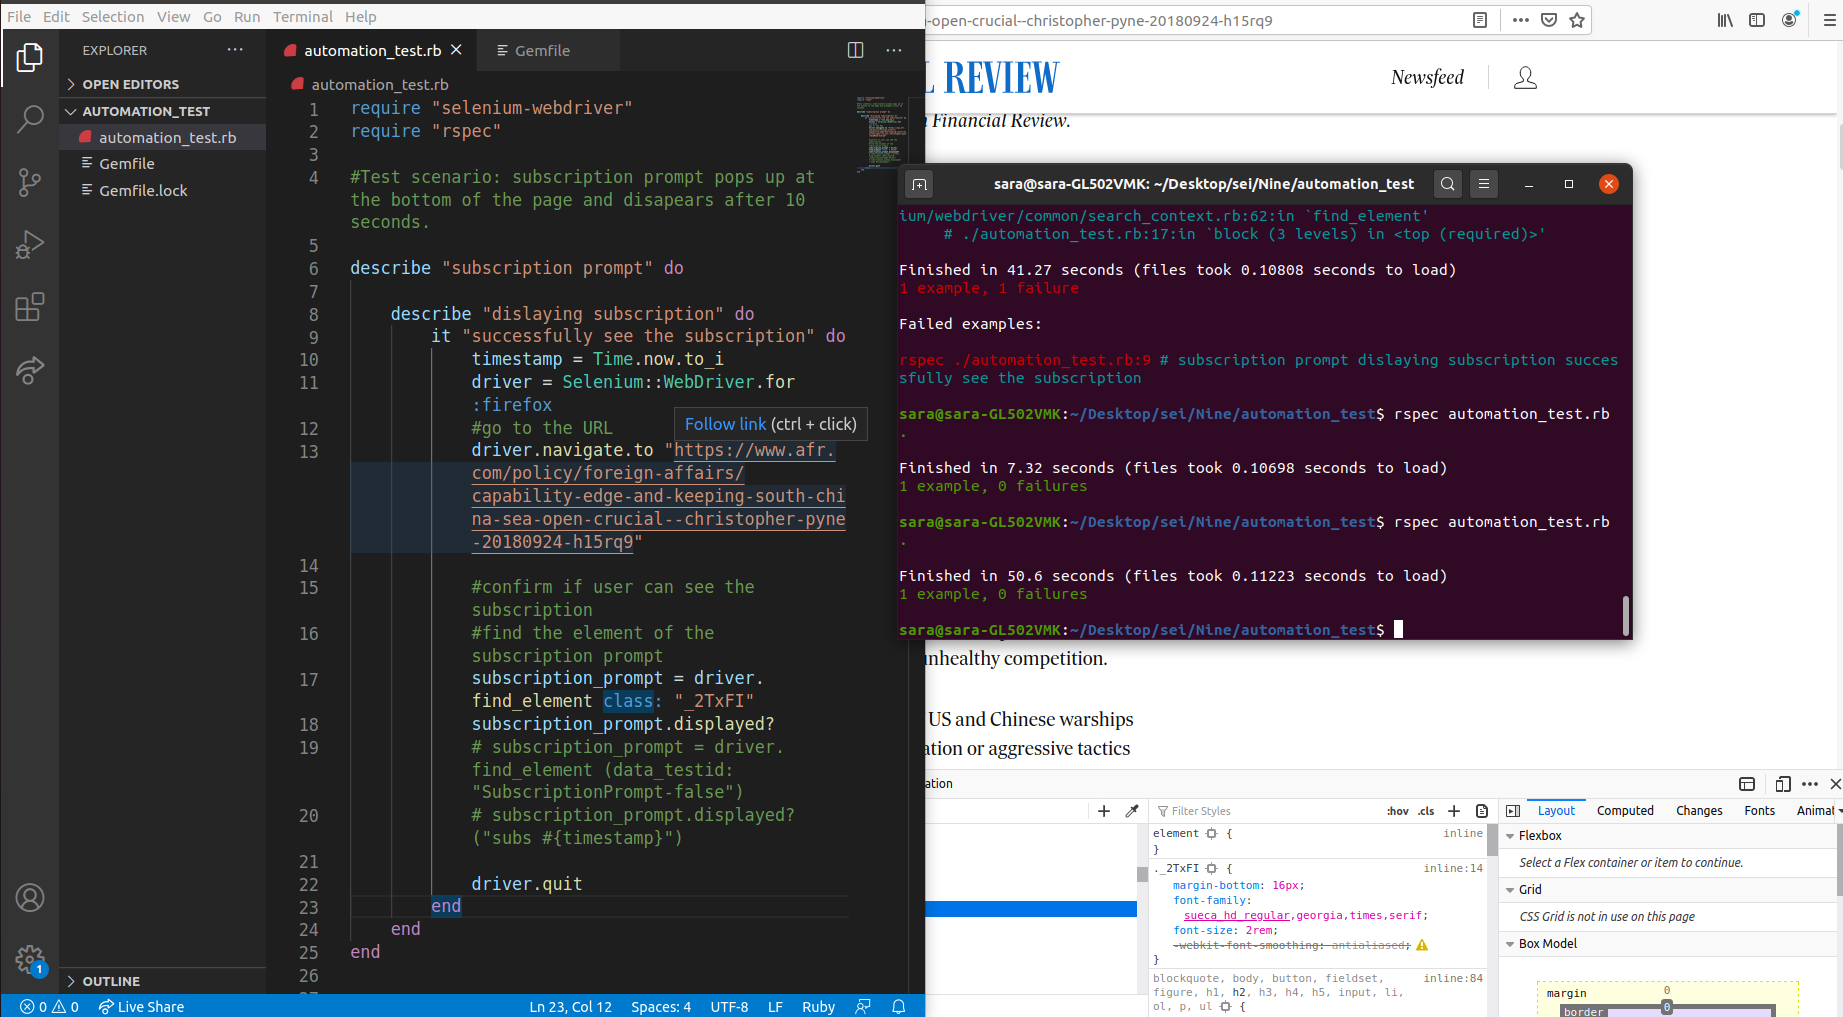 File Edit Selection View Go Run Terminal Help
EXPLORER
OPEN EDITORS
AUTOMATION_TEST
automation_test.rb
Gemfile
Gemfile.lock
OUTLINE
automation_test.rb
Gemfile
automation_test.rb
1 require "selenium-webdriver"
2 require "rspec"
3
4 #Test scenario: subscription prompt pops up at
the bottom of the page and disapears after 10
seconds.
5
6 describe "subscription prompt" do
7
8 describe "dislaying subscription" do
9 it "successfully see the subscription" do
10 timestamp = Time.now.to_i
11 driver = Selenium::WebDriver.for
:firefox
12 #go to the URL
Follow link (ctrl + click)
13 driver.navigate.to "https://www.afr.
com/policy/foreign-affairs/
capability-edge-and-keeping-south-chi
na-sea-open-crucial--christopher-pyne
-20180924-h15rq9"
14
15 #confirm if user can see the
subscription
16 #find the element of the
subscription prompt
17 subscription_prompt = driver.
find_element class: "_2TxFI"
18 subscription_prompt.displayed?
19 # subscription_prompt = driver.
find_element (data_testid:
"SubscriptionPrompt-false")
20 # subscription_prompt.displayed?
("subs #{timestamp}")
21
22 driver.quit
23 end
24 end
25 end
26
1
0 0 Live Share
Ln 23, Col 12 Spaces: 4 UTF-8 LF Ruby
-open-crucial--christopher-pyne-20180924-h15rq9
L REVIEW
Newsfeed
Financial Review.
sara@sara-GL502VMK: ~/Desktop/sei/Nine/automation_test
ium/webdriver/common/search_context.rb:62:in `find_element'
# ./automation_test.rb:17:in `block (3 levels) in <top (required)>'
Finished in 41.27 seconds (files took 0.10808 seconds to load)
1 example, 1 failure
Failed examples:
rspec ./automation_test.rb:9 # subscription prompt dislaying subscription succes
sfully see the subscription
sara@sara-GL502VMK:~/Desktop/sei/Nine/automation_test$ rspec automation_test.rb
.
Finished in 7.32 seconds (files took 0.10698 seconds to load)
1 example, 0 failures
sara@sara-GL502VMK:~/Desktop/sei/Nine/automation_test$ rspec automation_test.rb
.
Finished in 50.6 seconds (files took 0.11223 seconds to load)
1 example, 0 failures
sara@sara-GL502VMK:~/Desktop/sei/Nine/automation_test$
nhealthy competition.
US and Chinese warships
ation or aggressive tactics
ation
Filter Styles
:hov .cls
element {
inline
}
._2TxFI {
inline:14
margin-bottom: 16px;
font-family:
sueca_hd_regular,georgia,times,serif;
font-size: 2rem;
-webkit-font-smoothing: antialiased;
}
blockquote, body, button, fieldset,
inline:84
figure, h1, h2, h3, h4, h5, input, li,
ol, p, ul {
Layout Computed Changes Fonts Animat
Flexbox
Select a Flex container or item to continue.
Grid
CSS Grid is not in use on this page
Box Model
margin 0
border 0